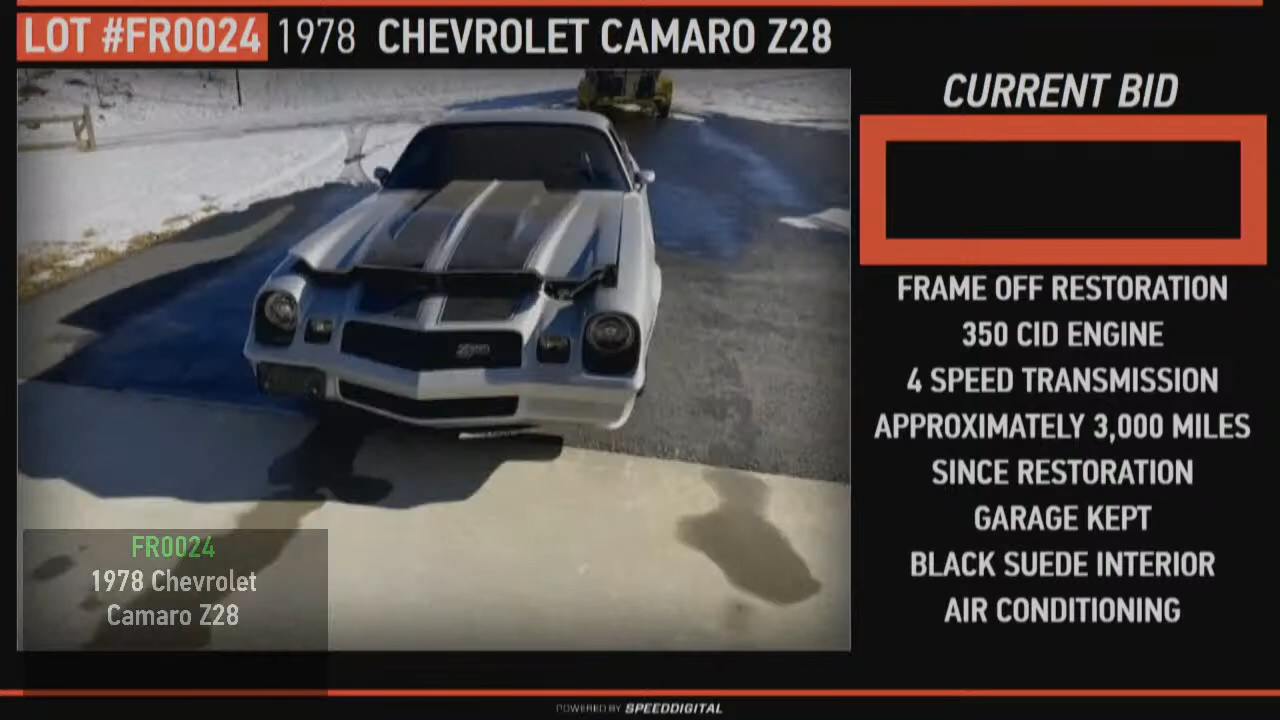 LOT #FR0024 1978 CHEVROLET CAMARO Z28
CURRENT BID
FRAME OFF RESTORATION
350 CID ENGINE
4 SPEED TRANSMISSION
APPROXIMATELY 3,000 MILES
SINCE RESTORATION
GARAGE KEPT
BLACK SUEDE INTERIOR
AIR CONDITIONING
FR0024
1978 Chevrolet
Camaro Z28
POWERED BY SPEEDDIGITAL